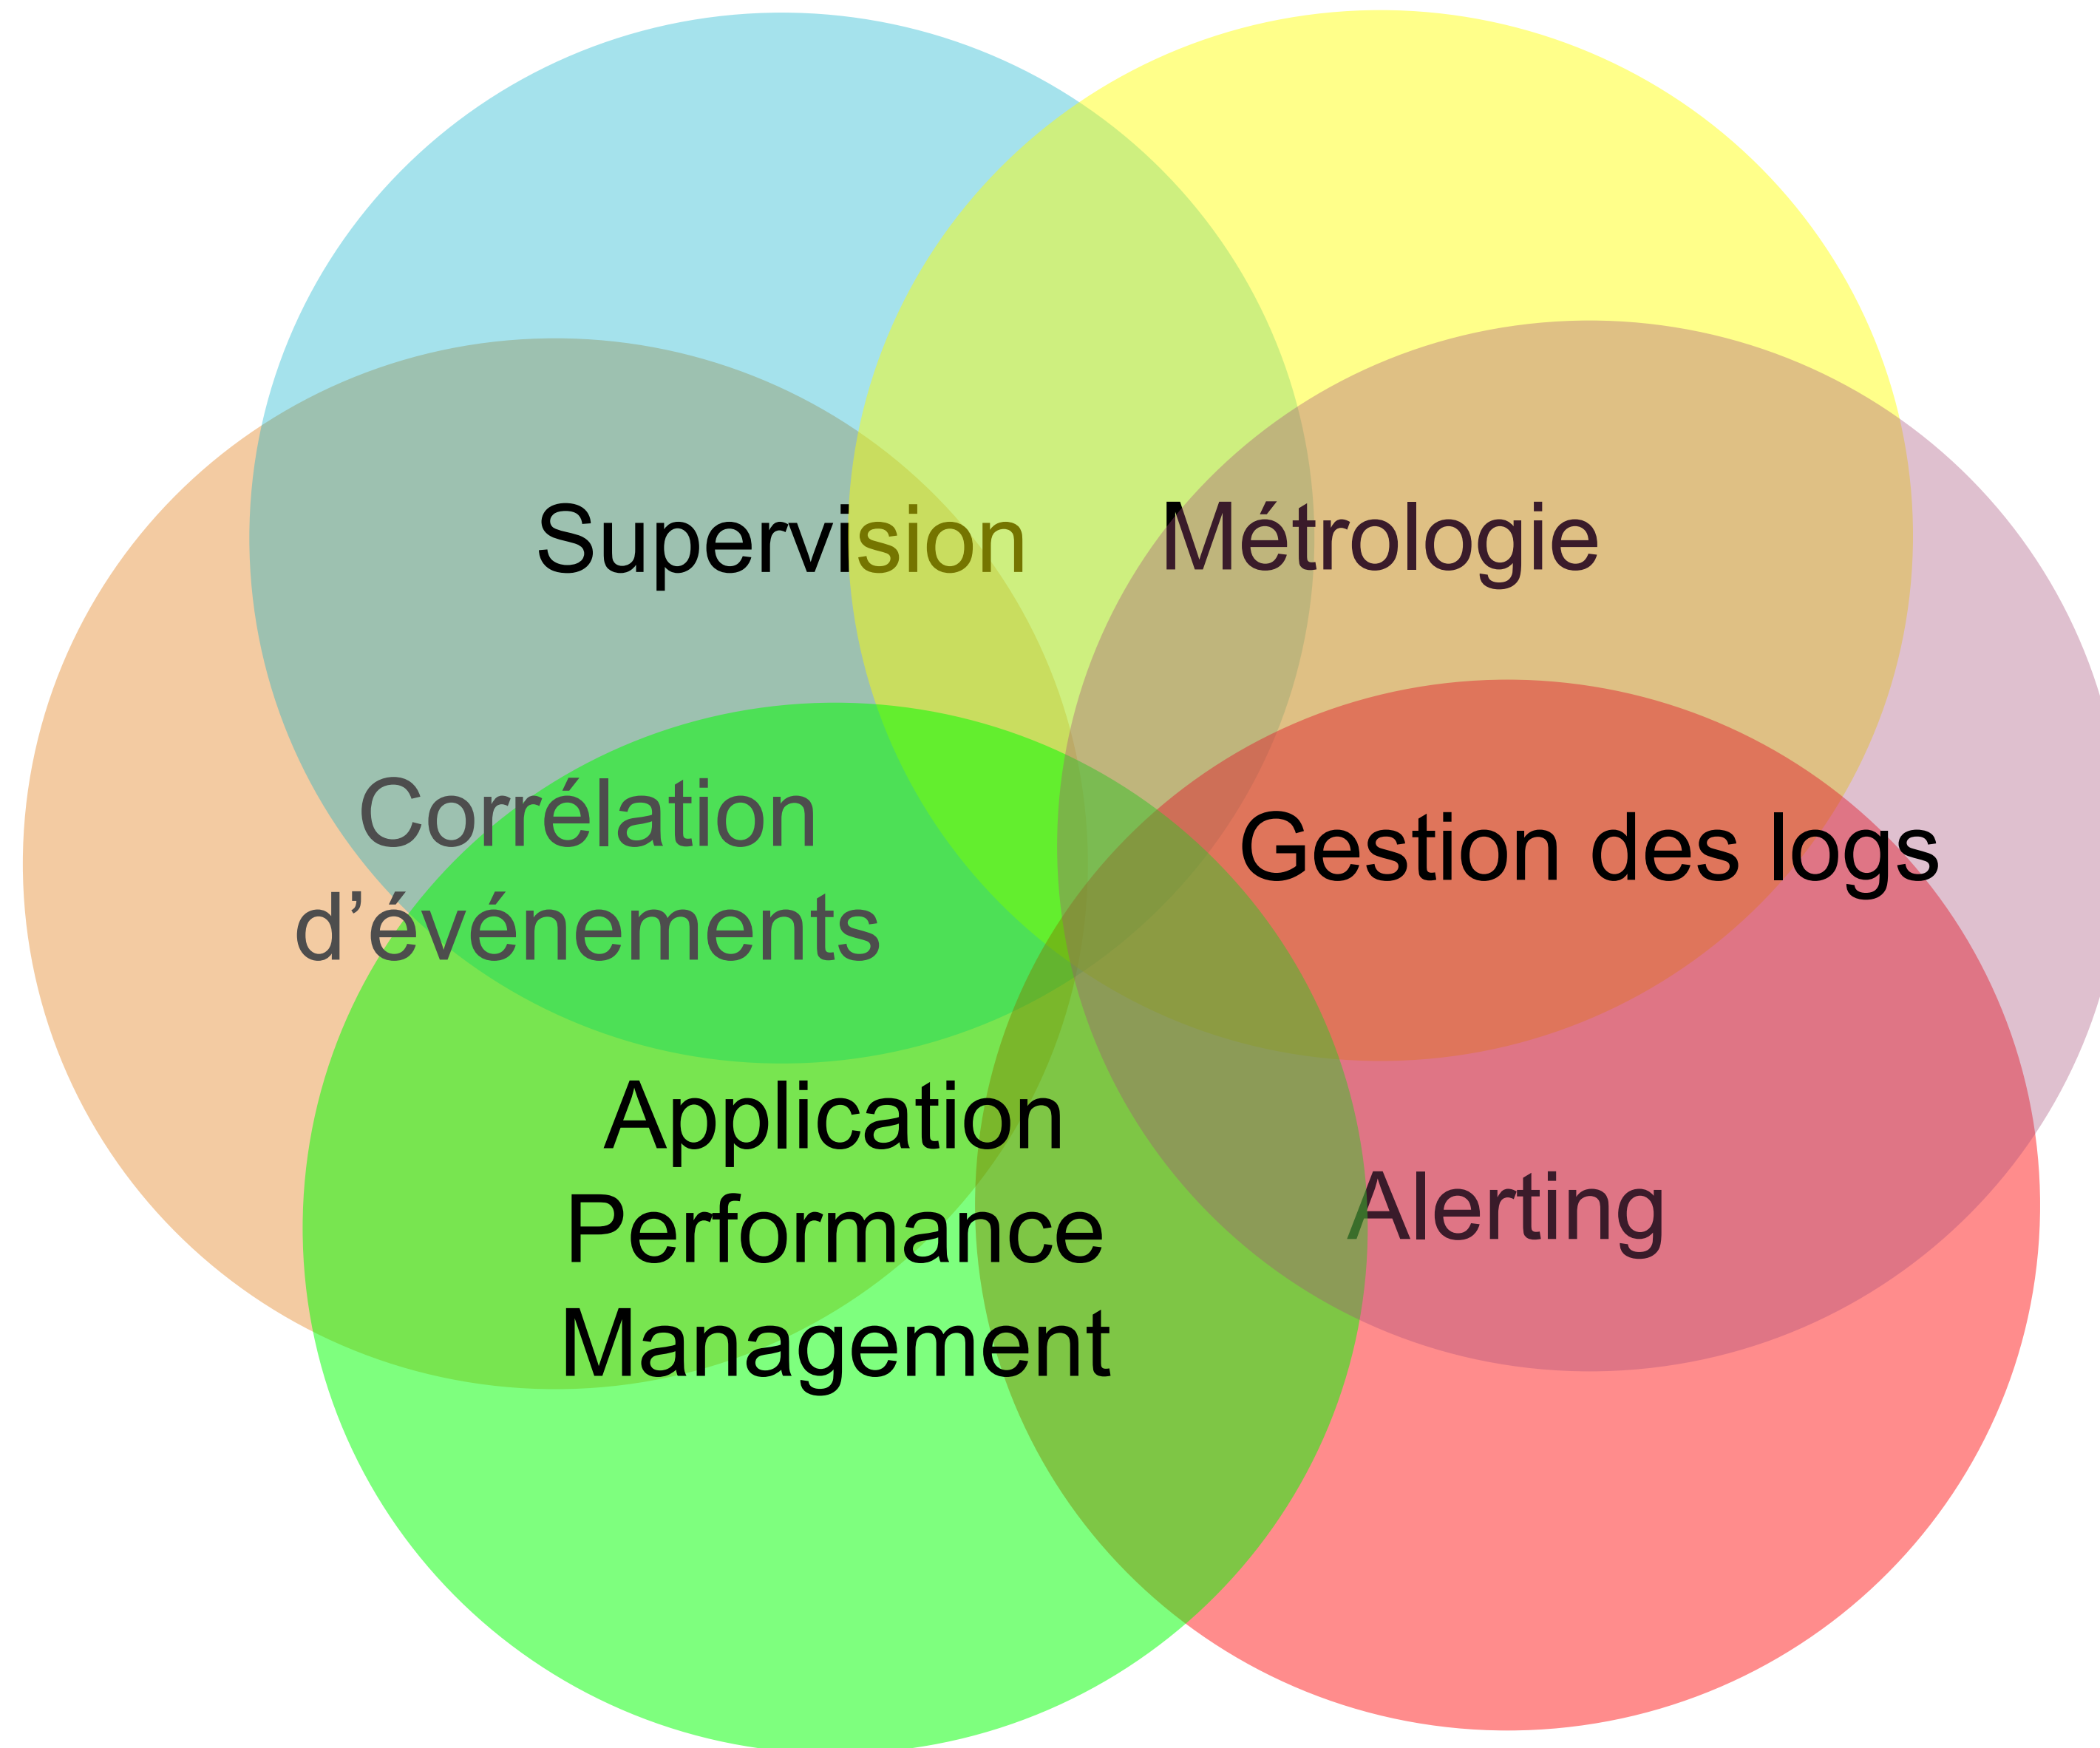 Supervision
Métrologie
Corrélation
d’événements
Gestion des logs
Application
Performance
Management
Alerting